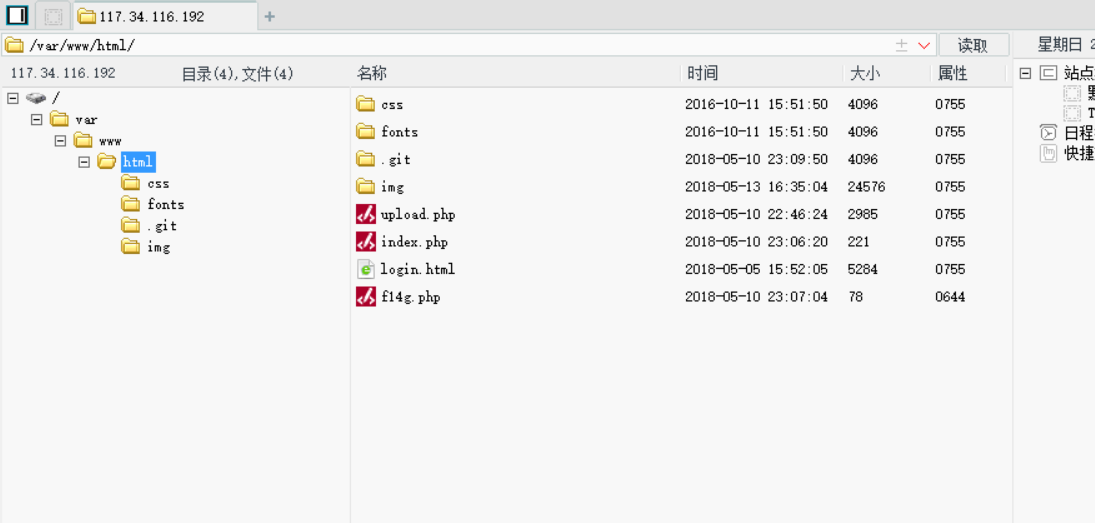 117.34.116.192
/var/www/html/ 读取 星期日 2
117.34.116.192 目录(4),文件(4) 名称 时间 大小 属性 站点
/
var
www
html
css
fonts
.git
img
css 2016-10-11 15:51:50 4096 0755
fonts 2016-10-11 15:51:50 4096 0755
.git 2018-05-10 23:09:50 4096 0755
img 2018-05-13 16:35:04 24576 0755
upload.php 2018-05-10 22:46:24 2985 0755
index.php 2018-05-10 23:06:20 221 0755
login.html 2018-05-05 15:52:05 5284 0755
f14g.php 2018-05-10 23:07:04 78 0644
T
日程
快捷